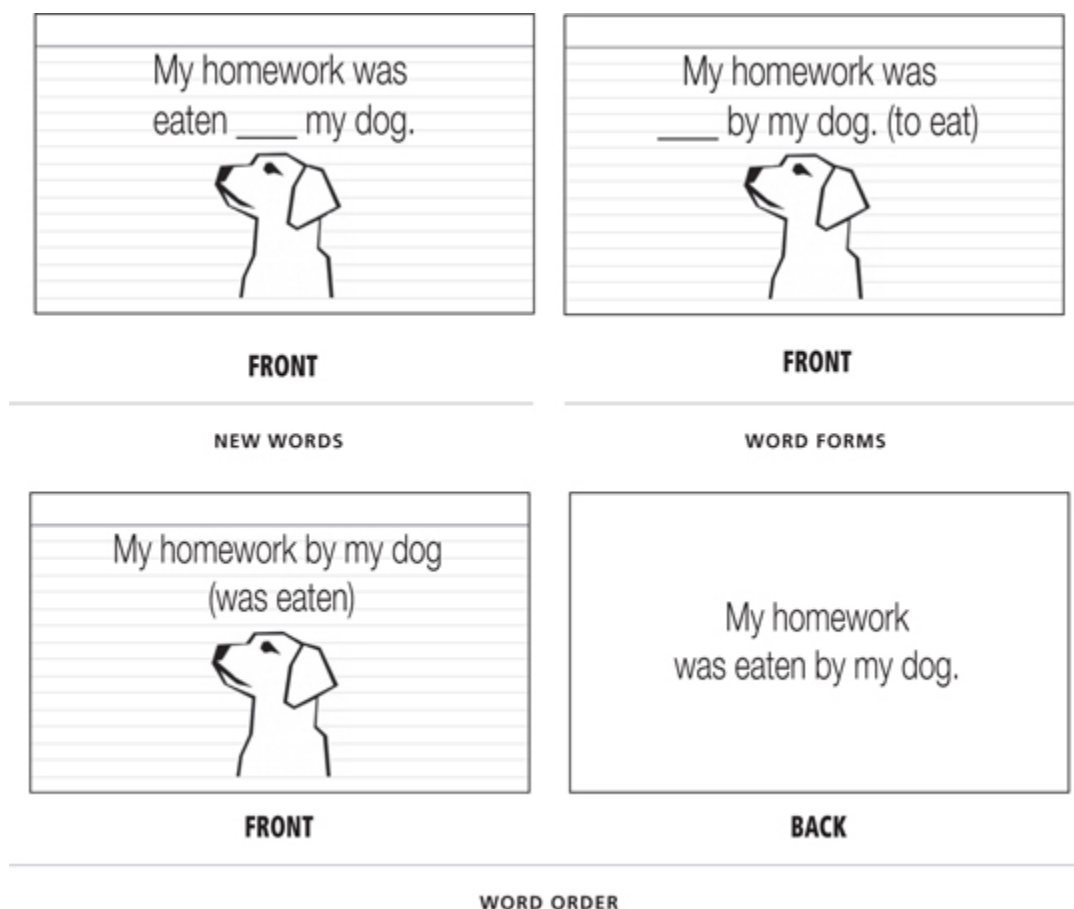 My homework was
eaten ____ my dog.
FRONT
NEW WORDS
My homework was
____ by my dog. (to eat)
FRONT
WORD FORMS
My homework by my dog
(was eaten)
FRONT
My homework
was eaten by my dog.
BACK
WORD ORDER